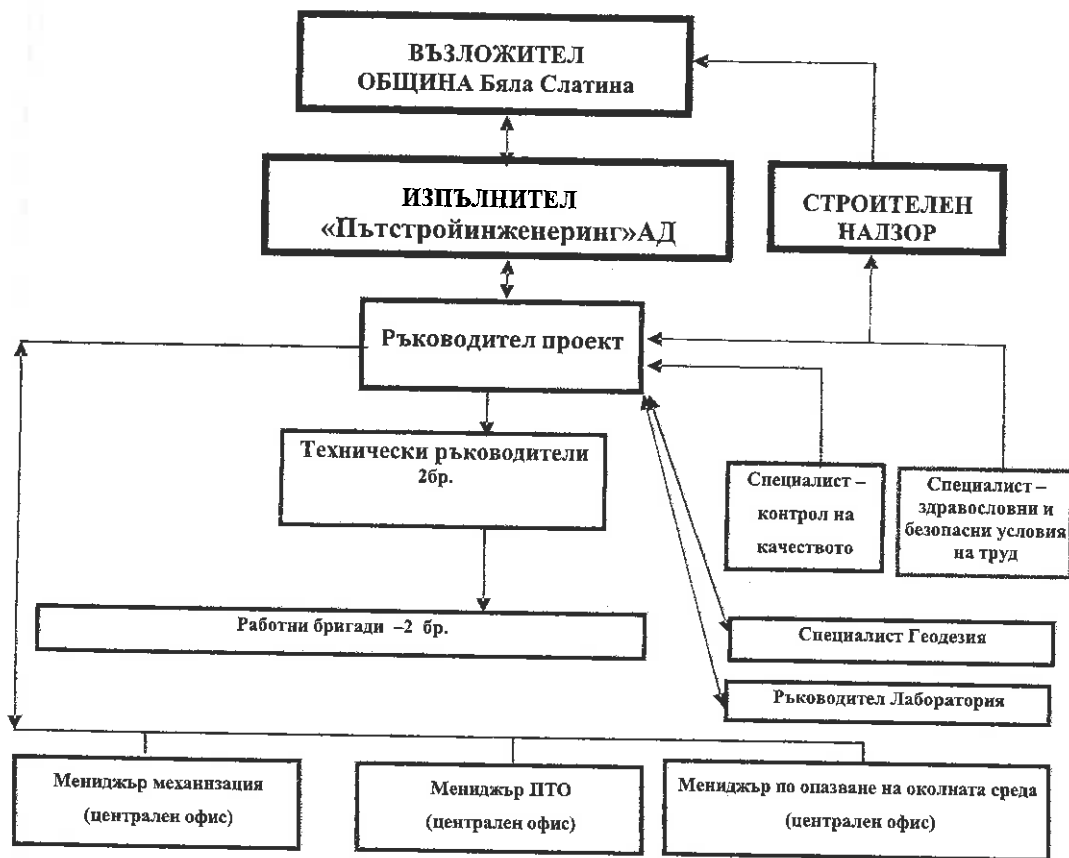 ВЪЗЛОЖИТЕЛ
ОБЩИНА Бяла Слатина
ИЗПЪЛНИТЕЛ
«Пътстройинженеринг»АД
СТРОИТЕЛЕН
НАДЗОР
Ръководител проект
Технически ръководители
2бр.
Специалист –
контрол на
качеството
Специалист –
здравословни и
безопасни условия
на труд
Работни бригади –2 бр.
Специалист Геодезия
Ръководител Лаборатория
Мениджър механизация
(централен офис)
Мениджър ПТО
(централен офис)
Мениджър по опазване на околната среда
(централен офис)